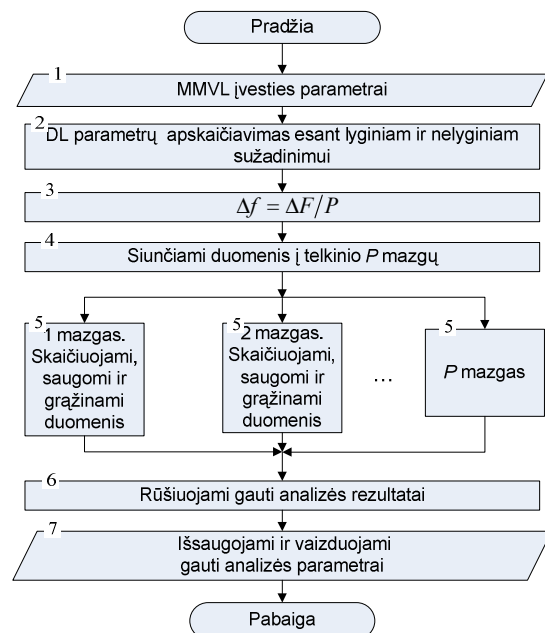 Pradžia
1
MMVL įvesties parametrai
2
DL parametrų apskaičiavimas esant lyginiam ir nelyginiam
sužadinimui
3
Δf = ΔF/P
4
Siunčiami duomenis į telkinio P mazgų
5
1 mazgas.
Skaičiuojami,
saugomi ir
grąžinami
duomenis
5
2 mazgas.
Skaičiuojami,
saugomi ir
grąžinami
duomenis
...
5
P mazgas
6
Rūšiuojami gauti analizės rezultatai
7
Išsaugojami ir vaizduojami
gauti analizės parametrai
Pabaiga